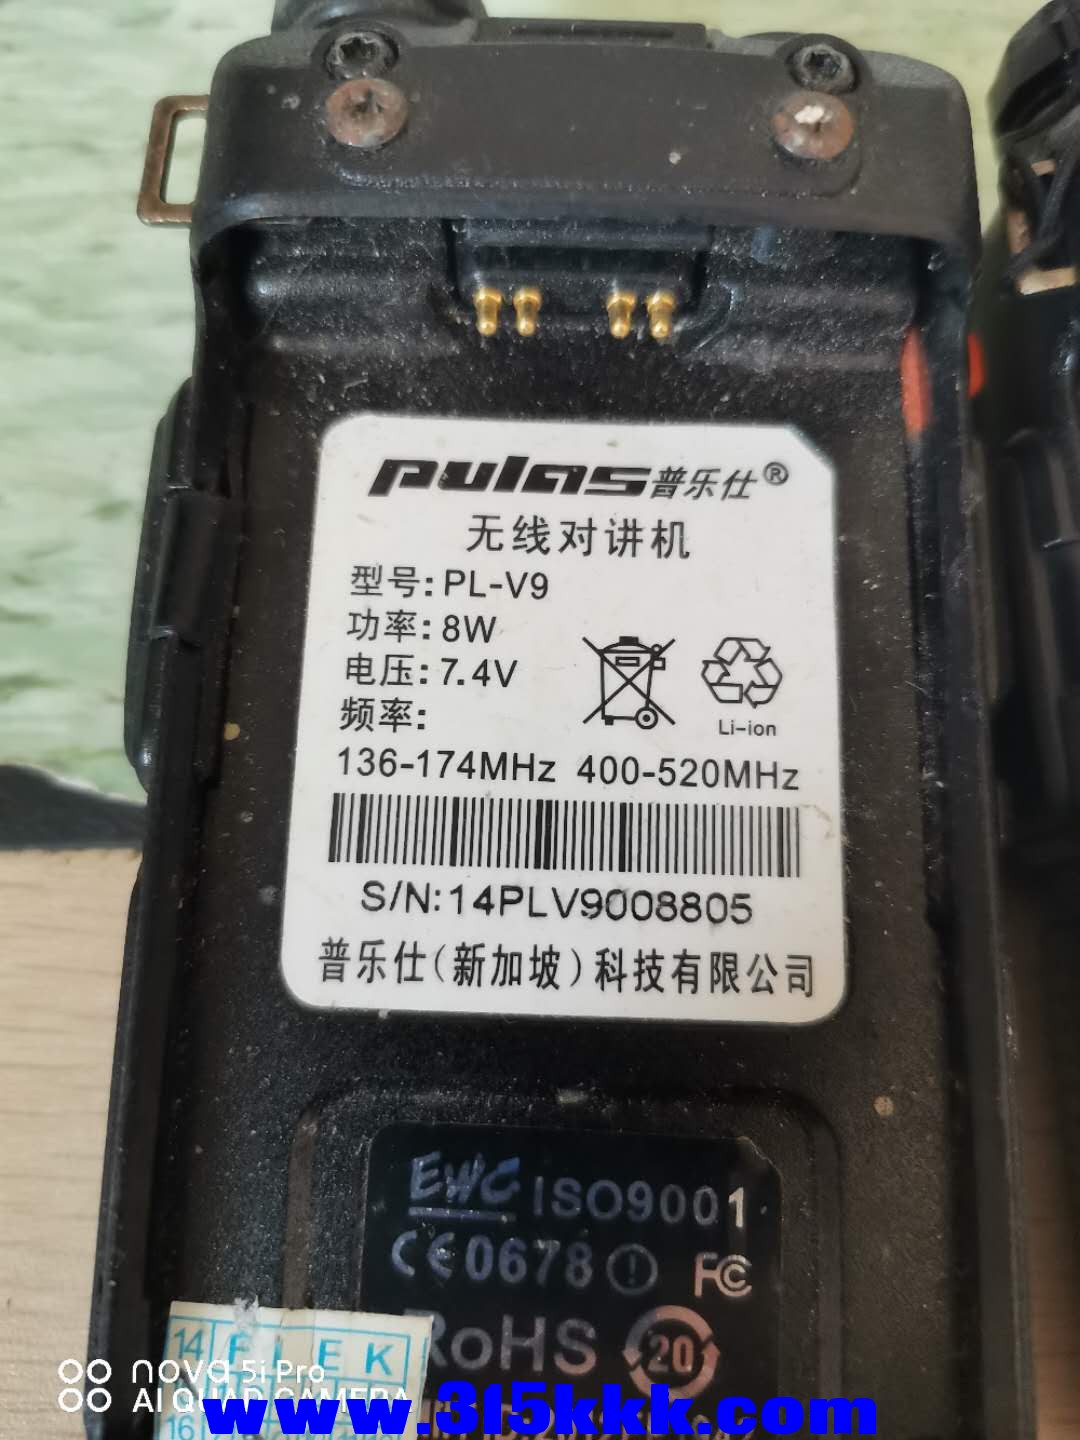 pulas普乐仕®
无线对讲机
型号: PL-V9
功率: 8W
电压: 7.4V
频率:
Li-ion
136-174MHz 400-520MHz
S/N:14PLV9008805
普乐仕(新加坡)科技有限公司
EWC ISO9001
CE0678 FC
RoHS 20
14 F I E K
16
nova 5i Pro
AI QUAD CAMERA
www.315kkk.com